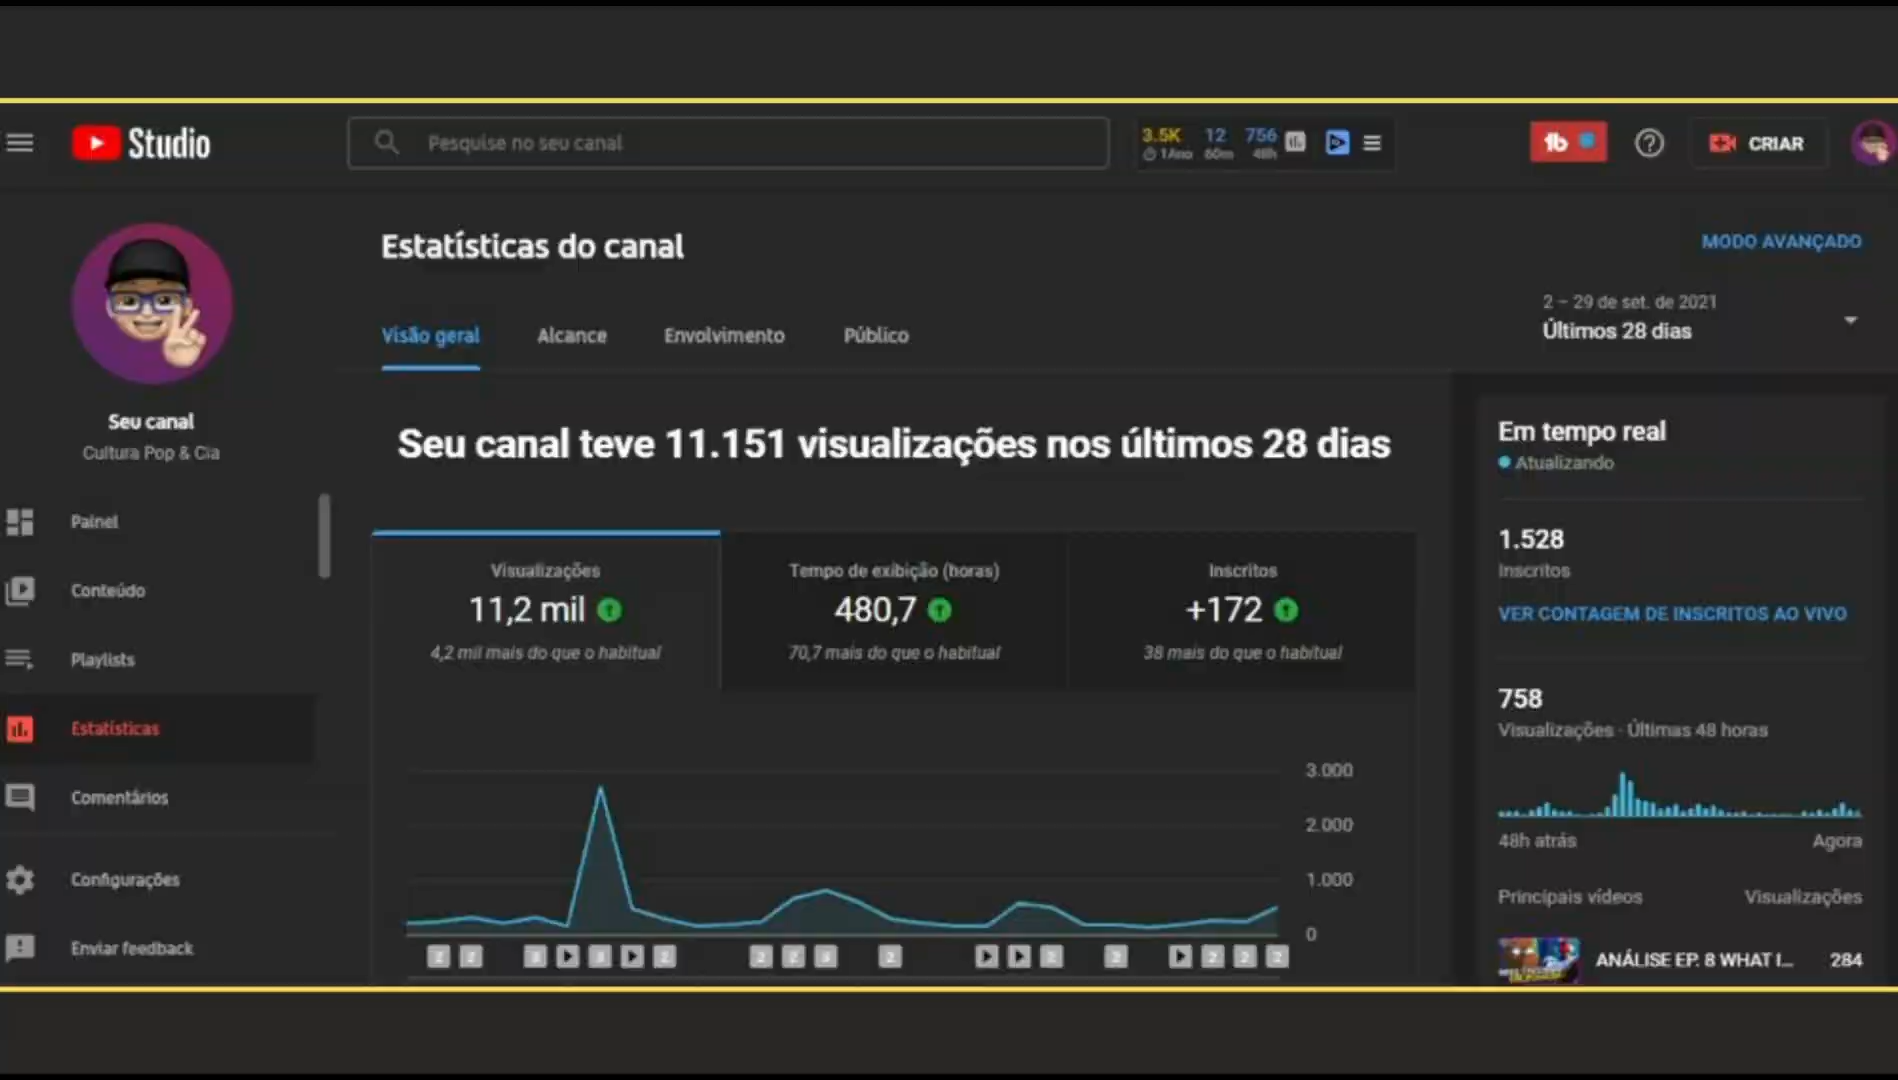 Studio
Pesquise no seu canal
3.5K 12 756
1Ano 60m 48h
tb
CRIAR
Estatísticas do canal
MODO AVANÇADO
2 – 29 de set. de 2021
Últimos 28 dias
Visão geral Alcance Envolvimento Público
Seu canal
Cultura Pop & Cia
Seu canal teve 11.151 visualizações nos últimos 28 dias
Em tempo real
Atualizando
Painel
Conteúdo
Playlists
Estatísticas
Comentários
Configurações
Enviar feedback
Visualizações
11,2 mil
4,2 mil mais do que o habitual
Tempo de exibição (horas)
480,7
70,7 mais do que o habitual
Inscritos
+172
38 mais do que o habitual
3.000
2.000
1.000
0
1.528
Inscritos
VER CONTAGEM DE INSCRITOS AO VIVO
758
Visualizações · Últimas 48 horas
48h atrás Agora
Principais vídeos Visualizações
ANÁLISE EP. 8 WHAT I... 284